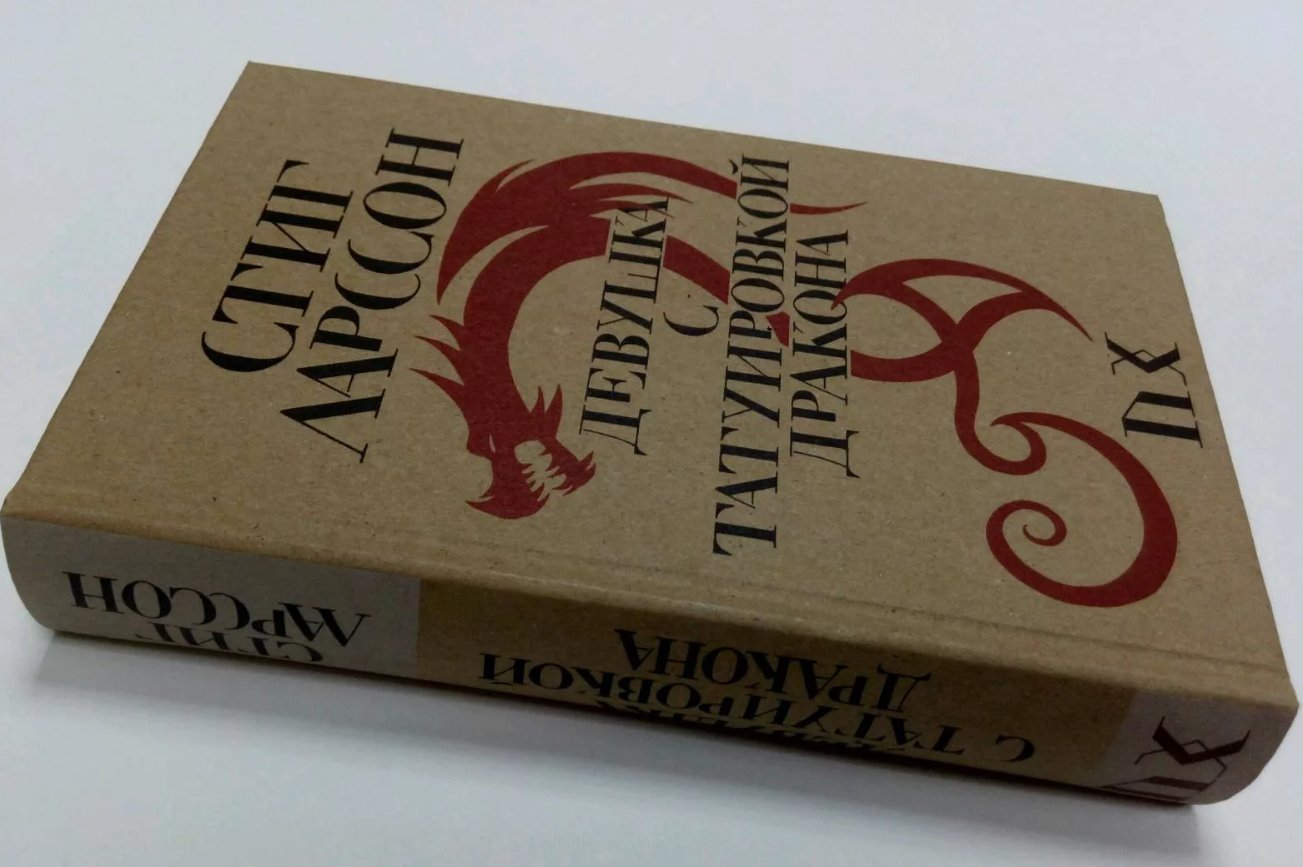 СТИГ
ЛАРССОН
ДЕВУШКА
С
ТАТУИРОВКОЙ
ДРАКОНА
СТИГ
ЛАРССОН
С ТАТУИРОВКОЙ
ДРАКОНА